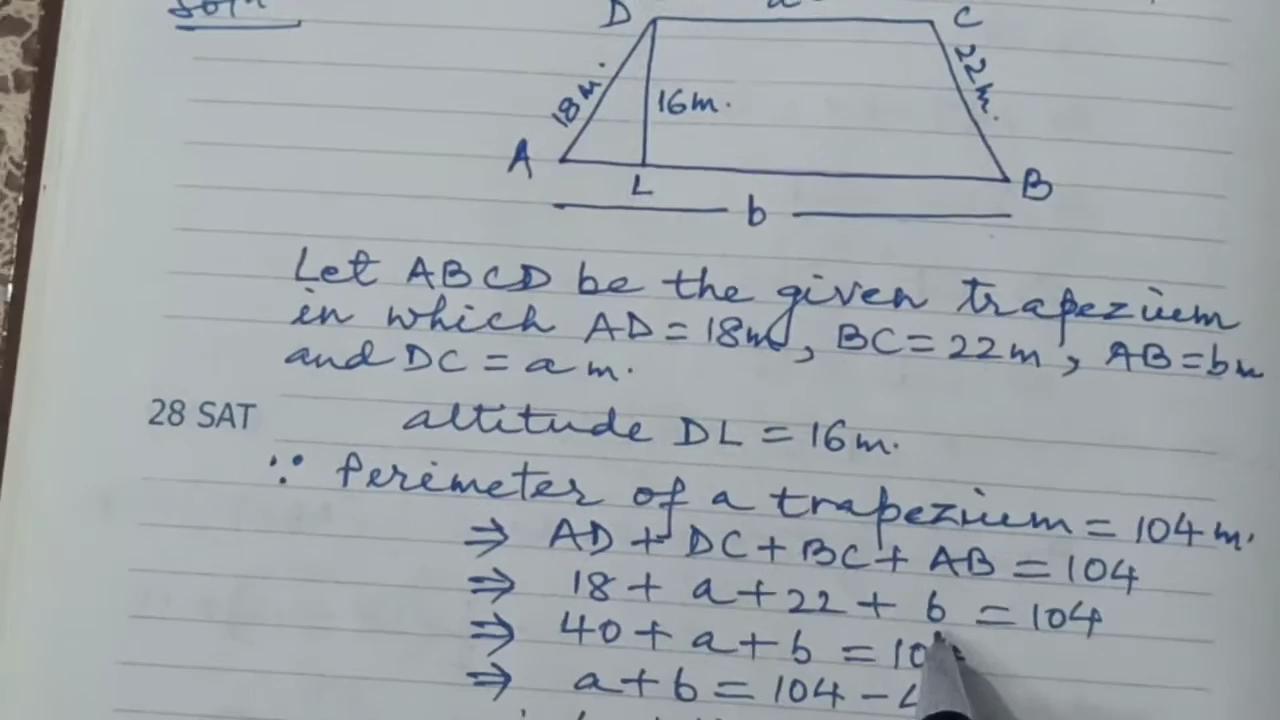 Soln
D a C
18m. 16m. 22m.
A L B
b
Let ABCD be the given trapezium
in which AD = 18m, BC = 22m, AB = bm
and DC = a m.
28 SAT altitude DL = 16m.
∵ Perimeter of a trapezium = 104 m.
⇒ AD + DC + BC + AB = 104
⇒ 18 + a + 22 + b = 104
⇒ 40 + a + b = 10
⇒ a + b = 104 -